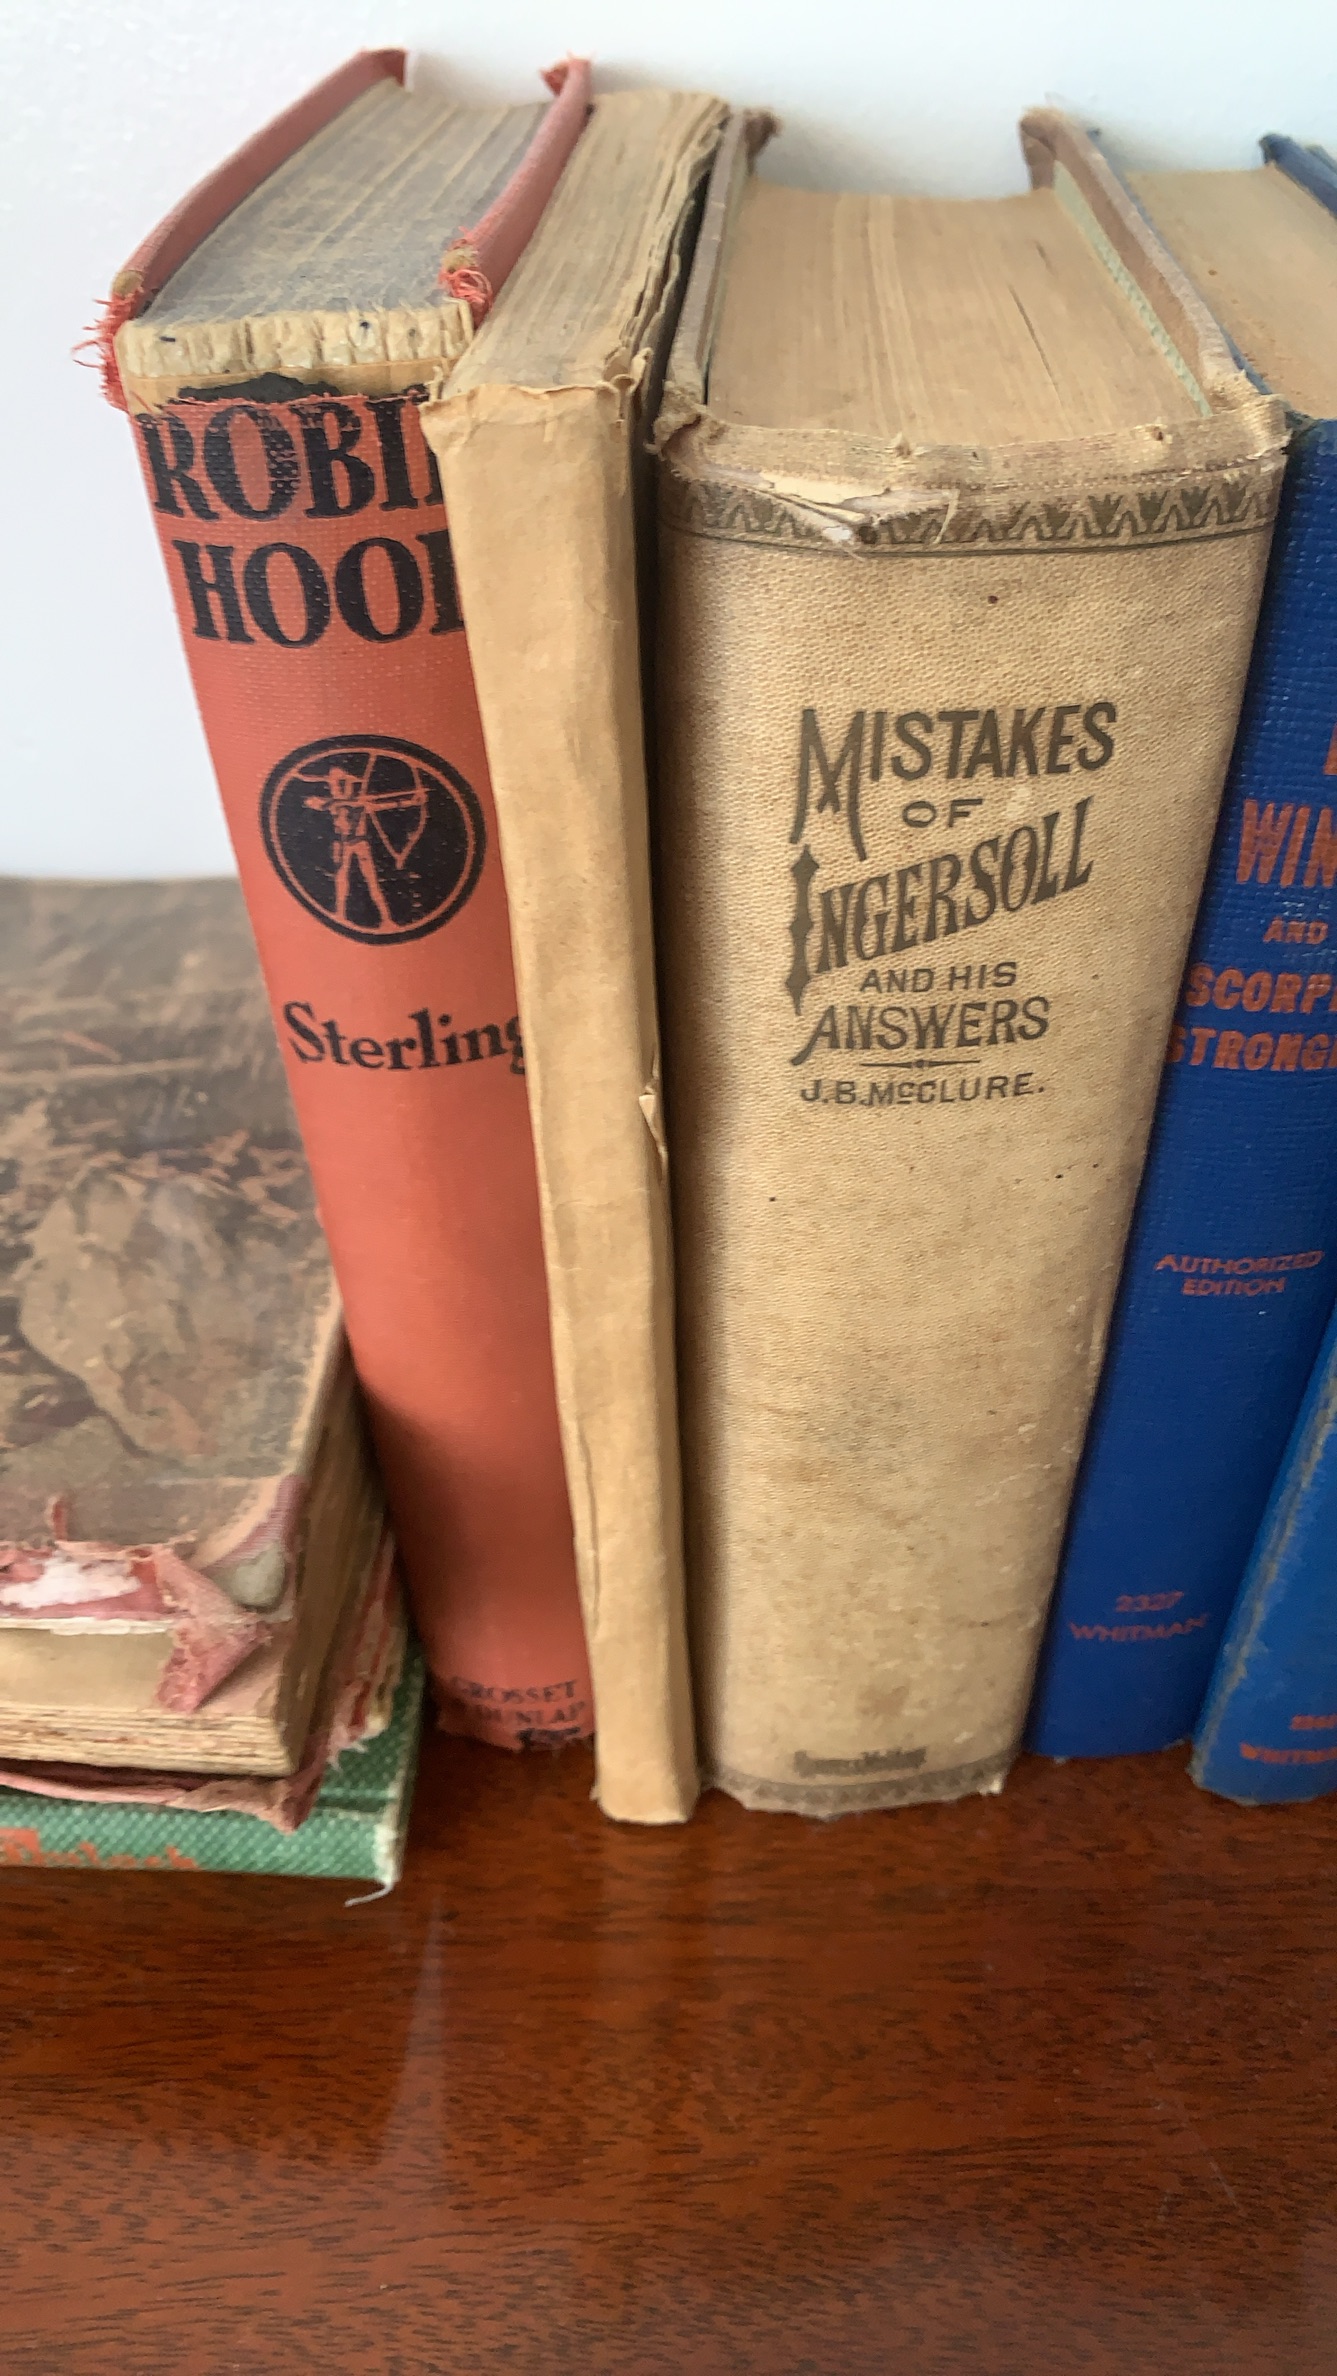 ROBI
HOO
Sterling
GROSSET
DUNLAP
MISTAKES
OF
INGERSOLL
AND HIS
ANSWERS
J.B. McCLURE.
WIN
AND
SCORP
STRONG
AUTHORIZED
EDITION
2327
WHITMAN
WHITM